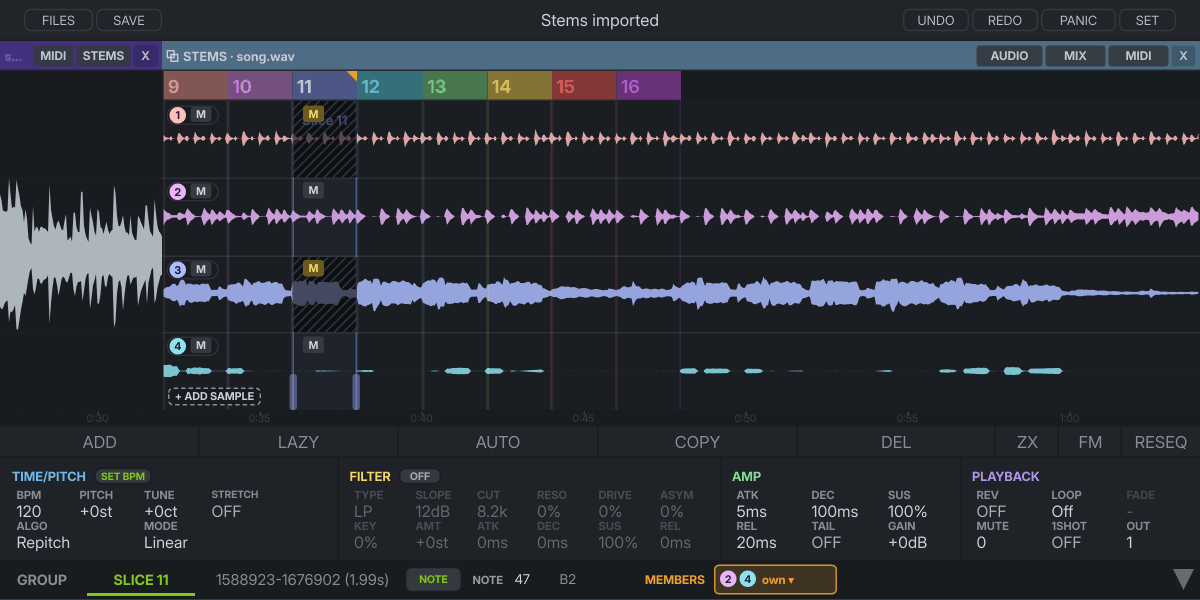 FILES SAVE Stems imported UNDO REDO PANIC SET
s... MIDI STEMS X STEMS · song.wav AUDIO MIX MIDI X
9 10 11 12 13 14 15 16
1 M M
Slice 11
2 M M
3 M M
4 M M
+ ADD SAMPLE
0:30 0:35 0:40 0:45 0:50 0:55 1:00
ADD LAZY AUTO COPY DEL ZX FM RESEQ
TIME/PITCH SET BPM FILTER OFF AMP PLAYBACK
BPM PITCH TUNE STRETCH TYPE SLOPE CUT RESO DRIVE ASYM ATK DEC SUS REV LOOP FADE
120 +0st +0ct OFF LP 12dB 8.2k 0% 0% 0% 5ms 100ms 100% OFF Off -
ALGO MODE KEY AMT ATK DEC SUS REL REL TAIL GAIN MUTE 1SHOT OUT
Repitch Linear 0% +0st 0ms 0ms 100% 0ms 20ms OFF +0dB 0 OFF 1
GROUP SLICE 11 1588923-1676902 (1.99s) NOTE NOTE 47 B2 MEMBERS 2 4 own ▾